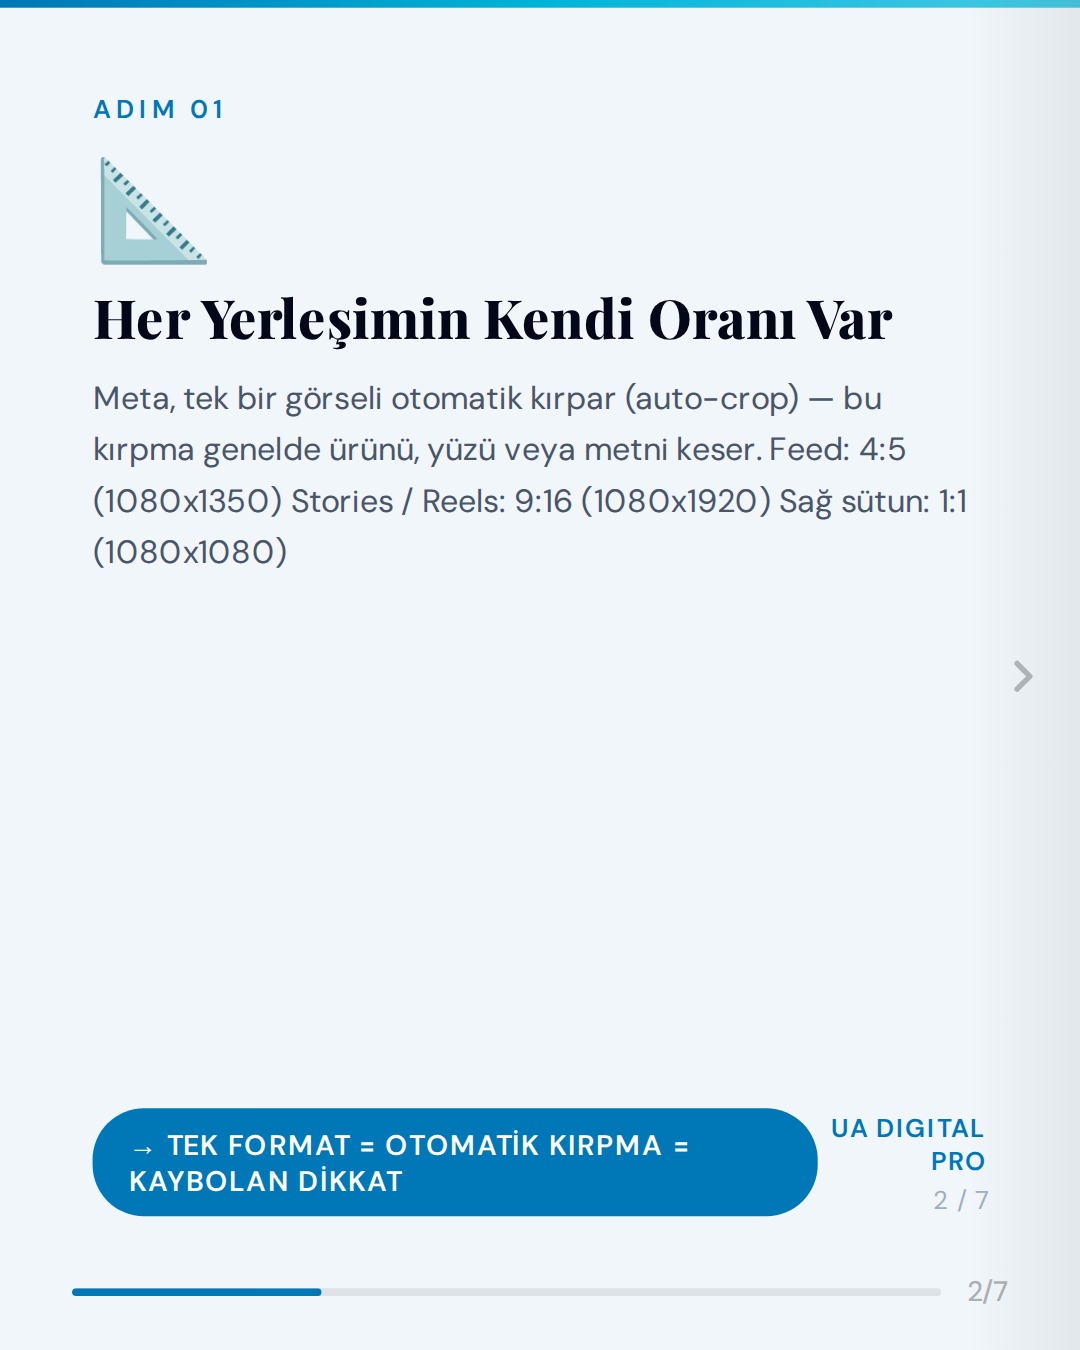 ADIM 01
Her Yerleşimin Kendi Oranı Var
Meta, tek bir görseli otomatik kırpar (auto-crop) — bu
kırpma genelde ürünü, yüzü veya metni keser. Feed: 4:5
(1080x1350) Stories / Reels: 9:16 (1080x1920) Sağ sütun: 1:1
(1080x1080)
→ TEK FORMAT = OTOMATİK KIRPMA =
KAYBOLAN DİKKAT
UA DIGITAL
PRO
2 / 7
2/7